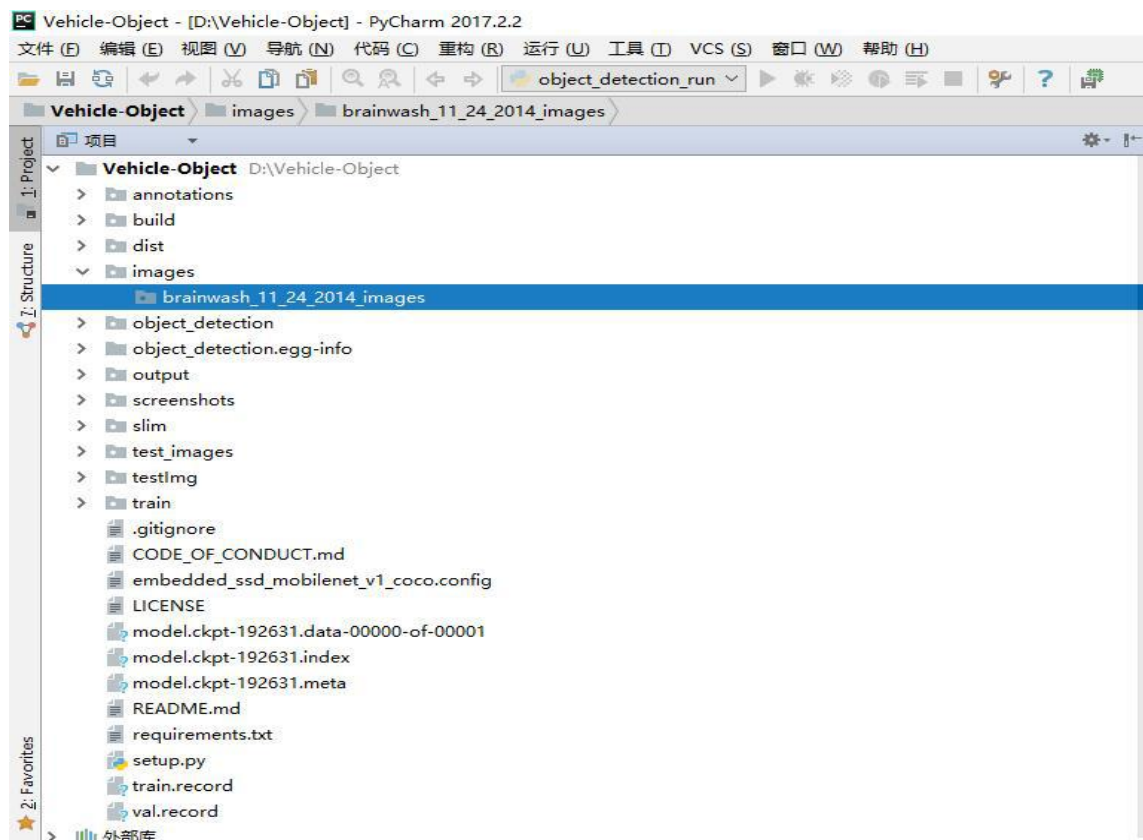 PC Vehicle-Object - [D:\Vehicle-Object] - PyCharm 2017.2.2
文件 (F) 编辑 (E) 视图 (V) 导航 (N) 代码 (C) 重构 (R) 运行 (U) 工具 (T) VCS (S) 窗口 (W) 帮助 (H)
object_detection_run
Vehicle-Object images brainwash_11_24_2014_images
1: Project
项目
Vehicle-Object D:\Vehicle-Object
annotations
build
dist
images
brainwash_11_24_2014_images
7: Structure
object_detection
object_detection.egg-info
output
screenshots
slim
test_images
testImg
train
.gitignore
CODE_OF_CONDUCT.md
embedded_ssd_mobilenet_v1_coco.config
LICENSE
model.ckpt-192631.data-00000-of-00001
model.ckpt-192631.index
model.ckpt-192631.meta
README.md
requirements.txt
setup.py
train.record
val.record
2: Favorites
外部库